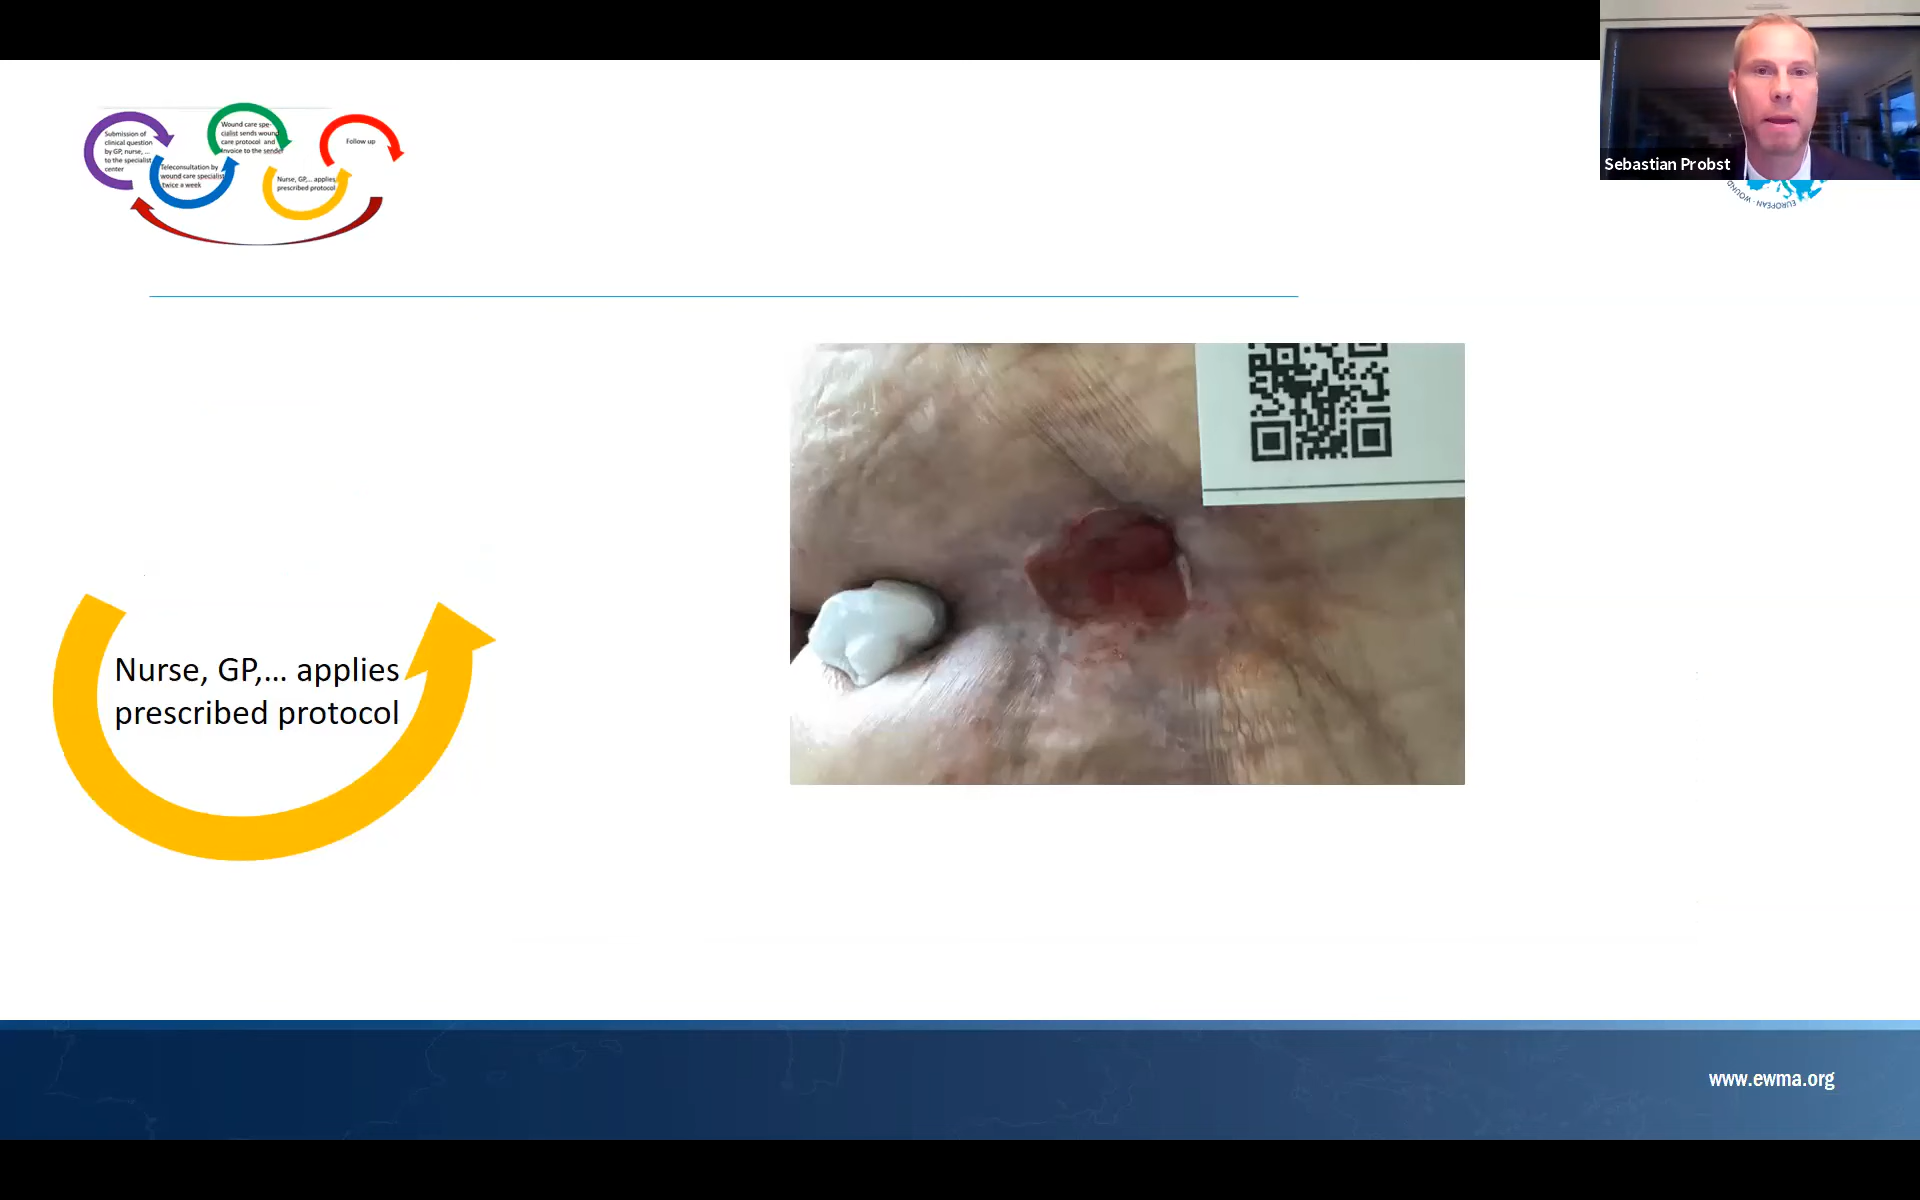 Submission of
clinical question
by GP, nurse, ...
to the specialist
center
Teleconsultation by
wound care specialist
twice a week
Wound care spe-
cialist sends wound
care protocol and
invoice to the sender
Nurse, GP,... applies
prescribed protocol
Follow up
Sebastian Probst
EUROPEAN · WOUND
Nurse, GP,... applies
prescribed protocol
www.ewma.org